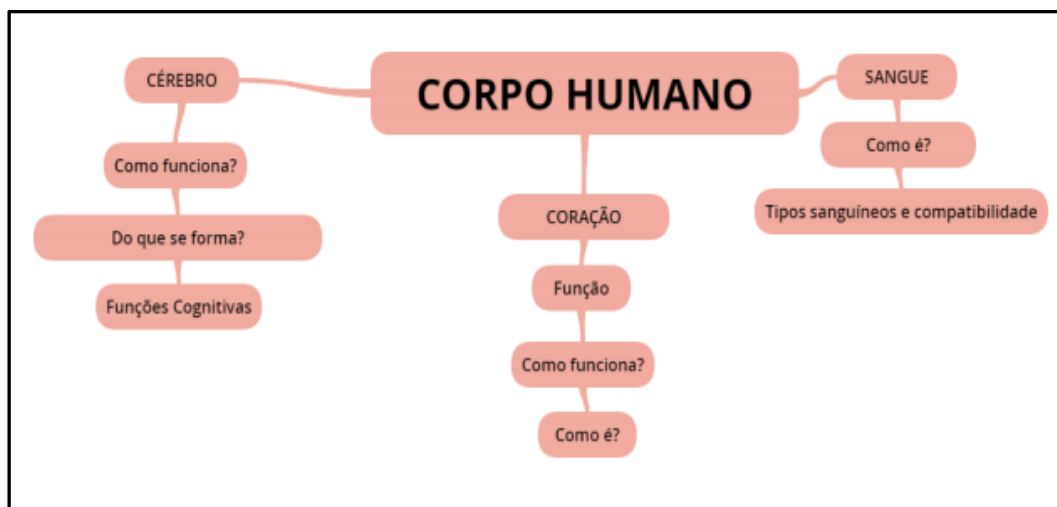 CORPO HUMANO
CÉREBRO
Como funciona?
Do que se forma?
Funções Cognitivas
CORAÇÃO
Função
Como funciona?
Como é?
SANGUE
Como é?
Tipos sanguíneos e compatibilidade